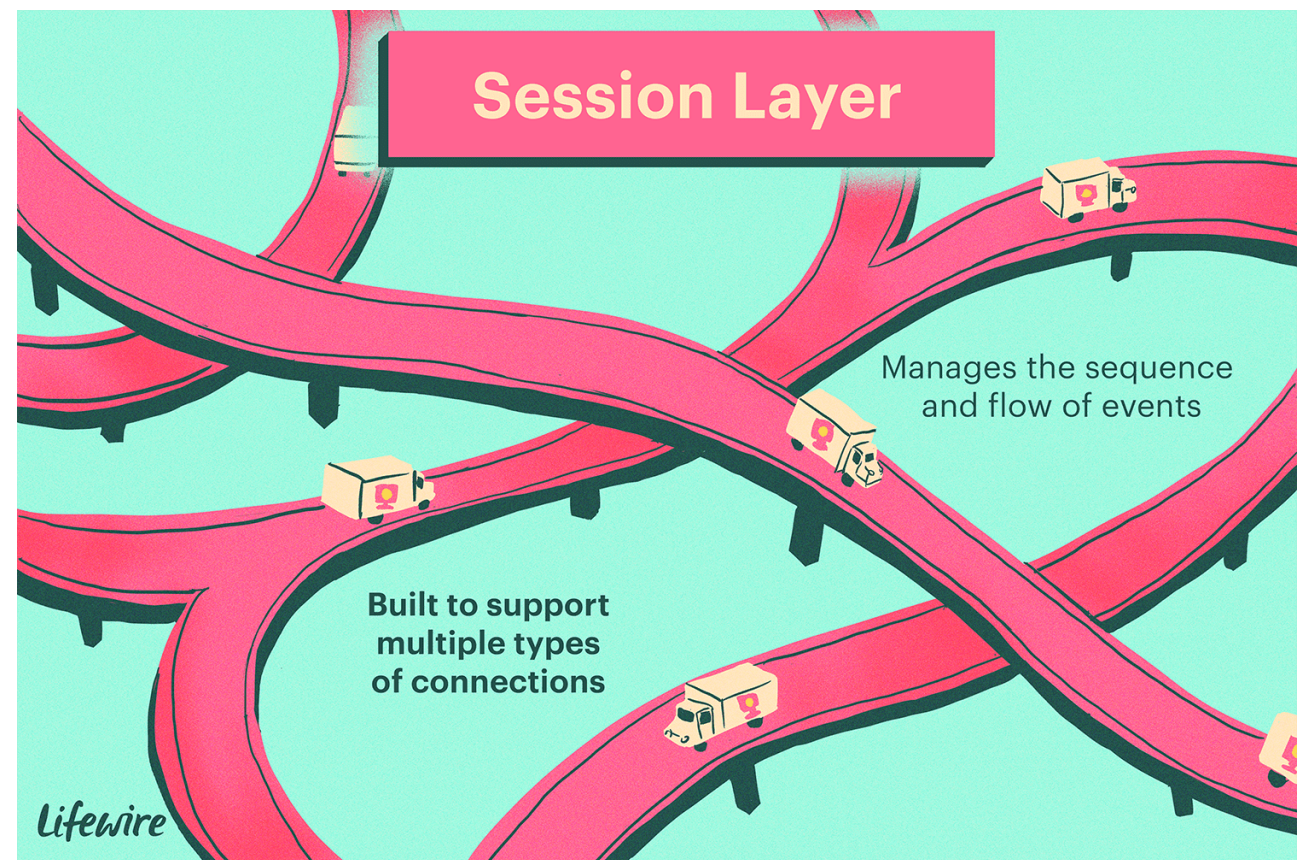 Session Layer
Manages the sequence
and flow of events
Built to support
multiple types
of connections
Lifewire